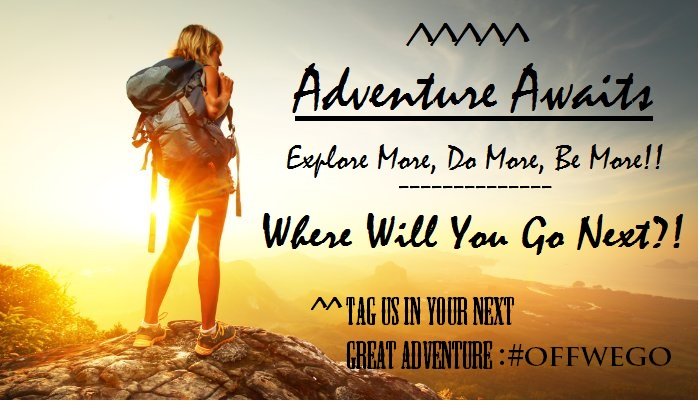 ^^^^^
Adventure Awaits
Explore More, Do More, Be More!!
--------------
Where Will You Go Next?!
^^ TAG US IN YOUR NEXT
GREAT ADVENTURE :#OFFWEGO